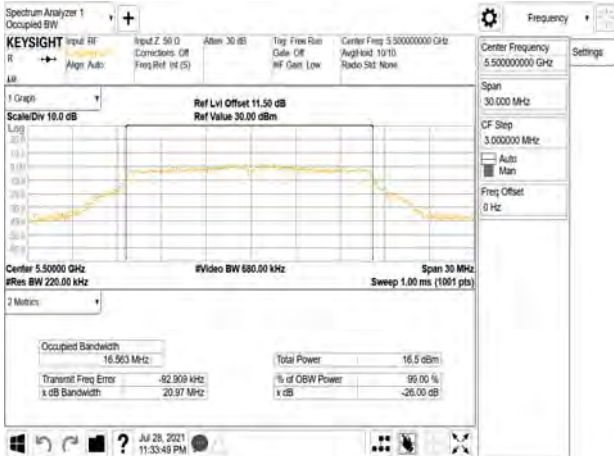 Spectrum Analyzer 1
Occupied BW
+
Frequency
KEYSIGHT
R
Input: RF
Align: Auto
Input Z: 50 Ω
Corrections: Off
Freq Ref: Int (S)
Atten: 30 dB
Trig: Free Run
Gate: Off
#IF Gain: Low
Center Freq: 5.500000000 GHz
Avg|Hold: 10/10
Radio Std: None
Center Frequency
5.500000000 GHz
Settings
Span
30.000 MHz
CF Step
3.000000 MHz
Auto
Man
Freq Offset
0 Hz
1 Graph
Scale/Div 10.0 dB
Ref Lvl Offset 11.50 dB
Ref Value 30.00 dBm
Log
Center 5.50000 GHz
#Res BW 220.00 kHz
#Video BW 680.00 kHz
Span 30 MHz
Sweep 1.00 ms (1001 pts)
2 Metrics
Occupied Bandwidth
16.563 MHz
Total Power 16.5 dBm
Transmit Freq Error -92.909 kHz
% of OBW Power 99.00 %
x dB Bandwidth 20.97 MHz
x dB -26.00 dB
?
Jul 28, 2021
11:33:49 PM